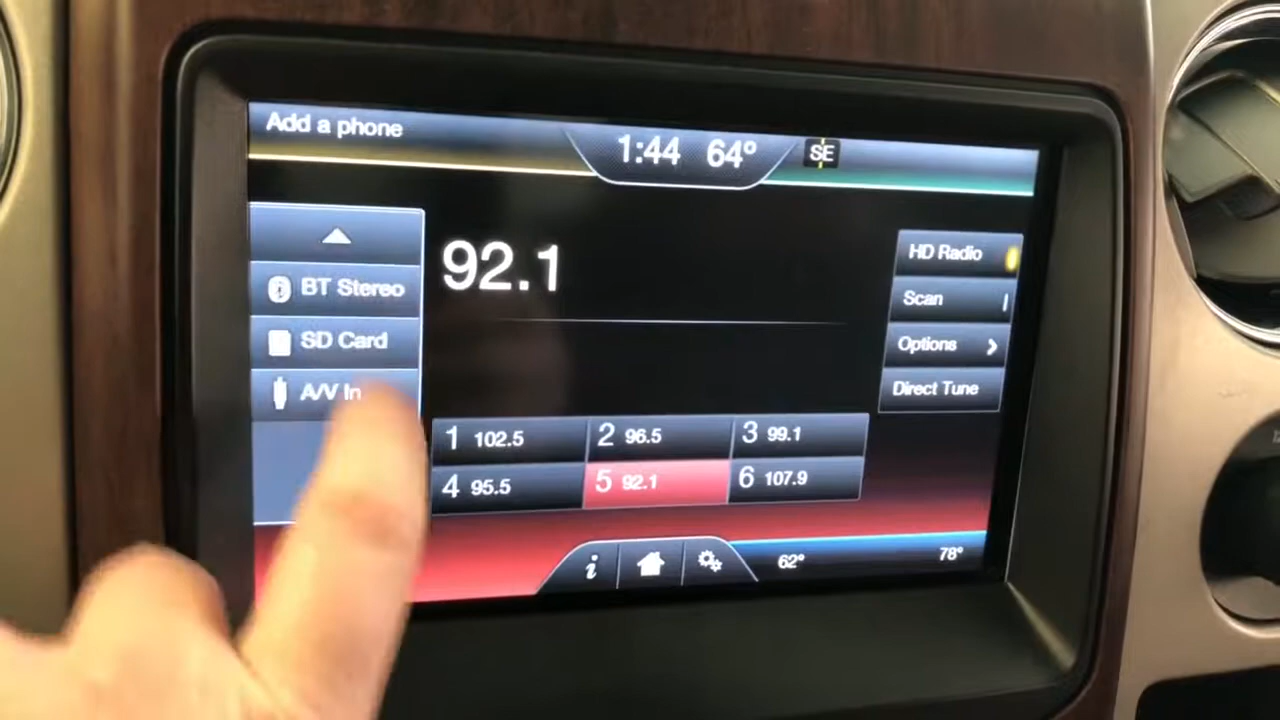 Add a phone
1:44 64°
SE
BT Stereo
SD Card
A/V In
92.1
HD Radio
Scan
Options
Direct Tune
1 102.5
2 96.5
3 99.1
4 95.5
5 92.1
6 107.9
i
62°
78°